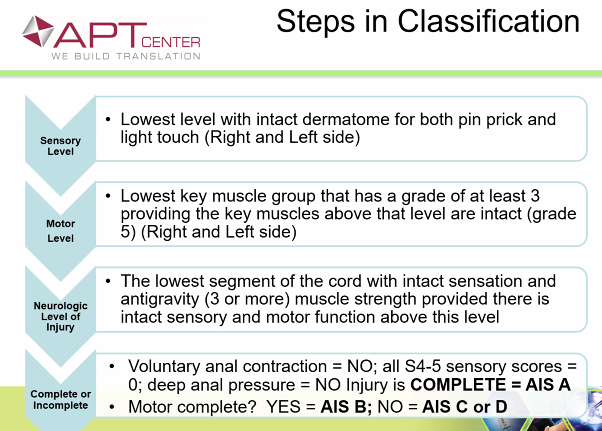 APT CENTER
WE BUILD TRANSLATION
Steps in Classification
Sensory
Level
• Lowest level with intact dermatome for both pin prick and
light touch (Right and Left side)
Motor
Level
• Lowest key muscle group that has a grade of at least 3
providing the key muscles above that level are intact (grade
5) (Right and Left side)
Neurologic
Level of
Injury
• The lowest segment of the cord with intact sensation and
antigravity (3 or more) muscle strength provided there is
intact sensory and motor function above this level
Complete or
Incomplete
• Voluntary anal contraction = NO; all S4-5 sensory scores =
0; deep anal pressure = NO Injury is COMPLETE = AIS A
• Motor complete? YES = AIS B; NO = AIS C or D